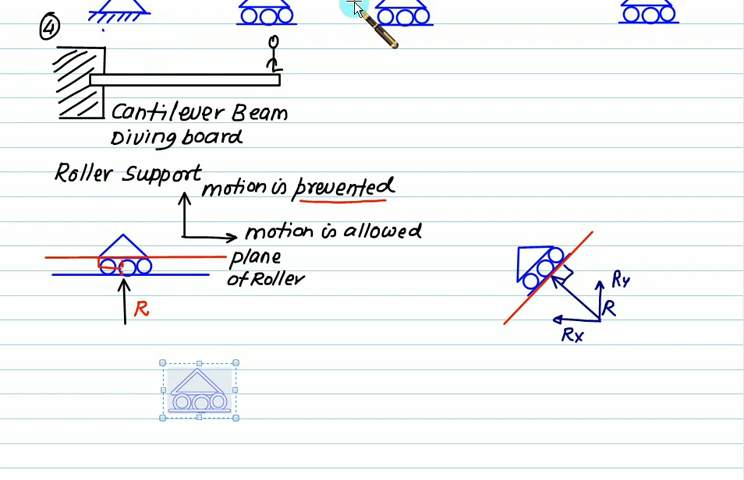 ④
Cantilever Beam
Diving board
Roller Support
motion is prevented
motion is allowed
plane
of Roller
R
Ry
R
Rx